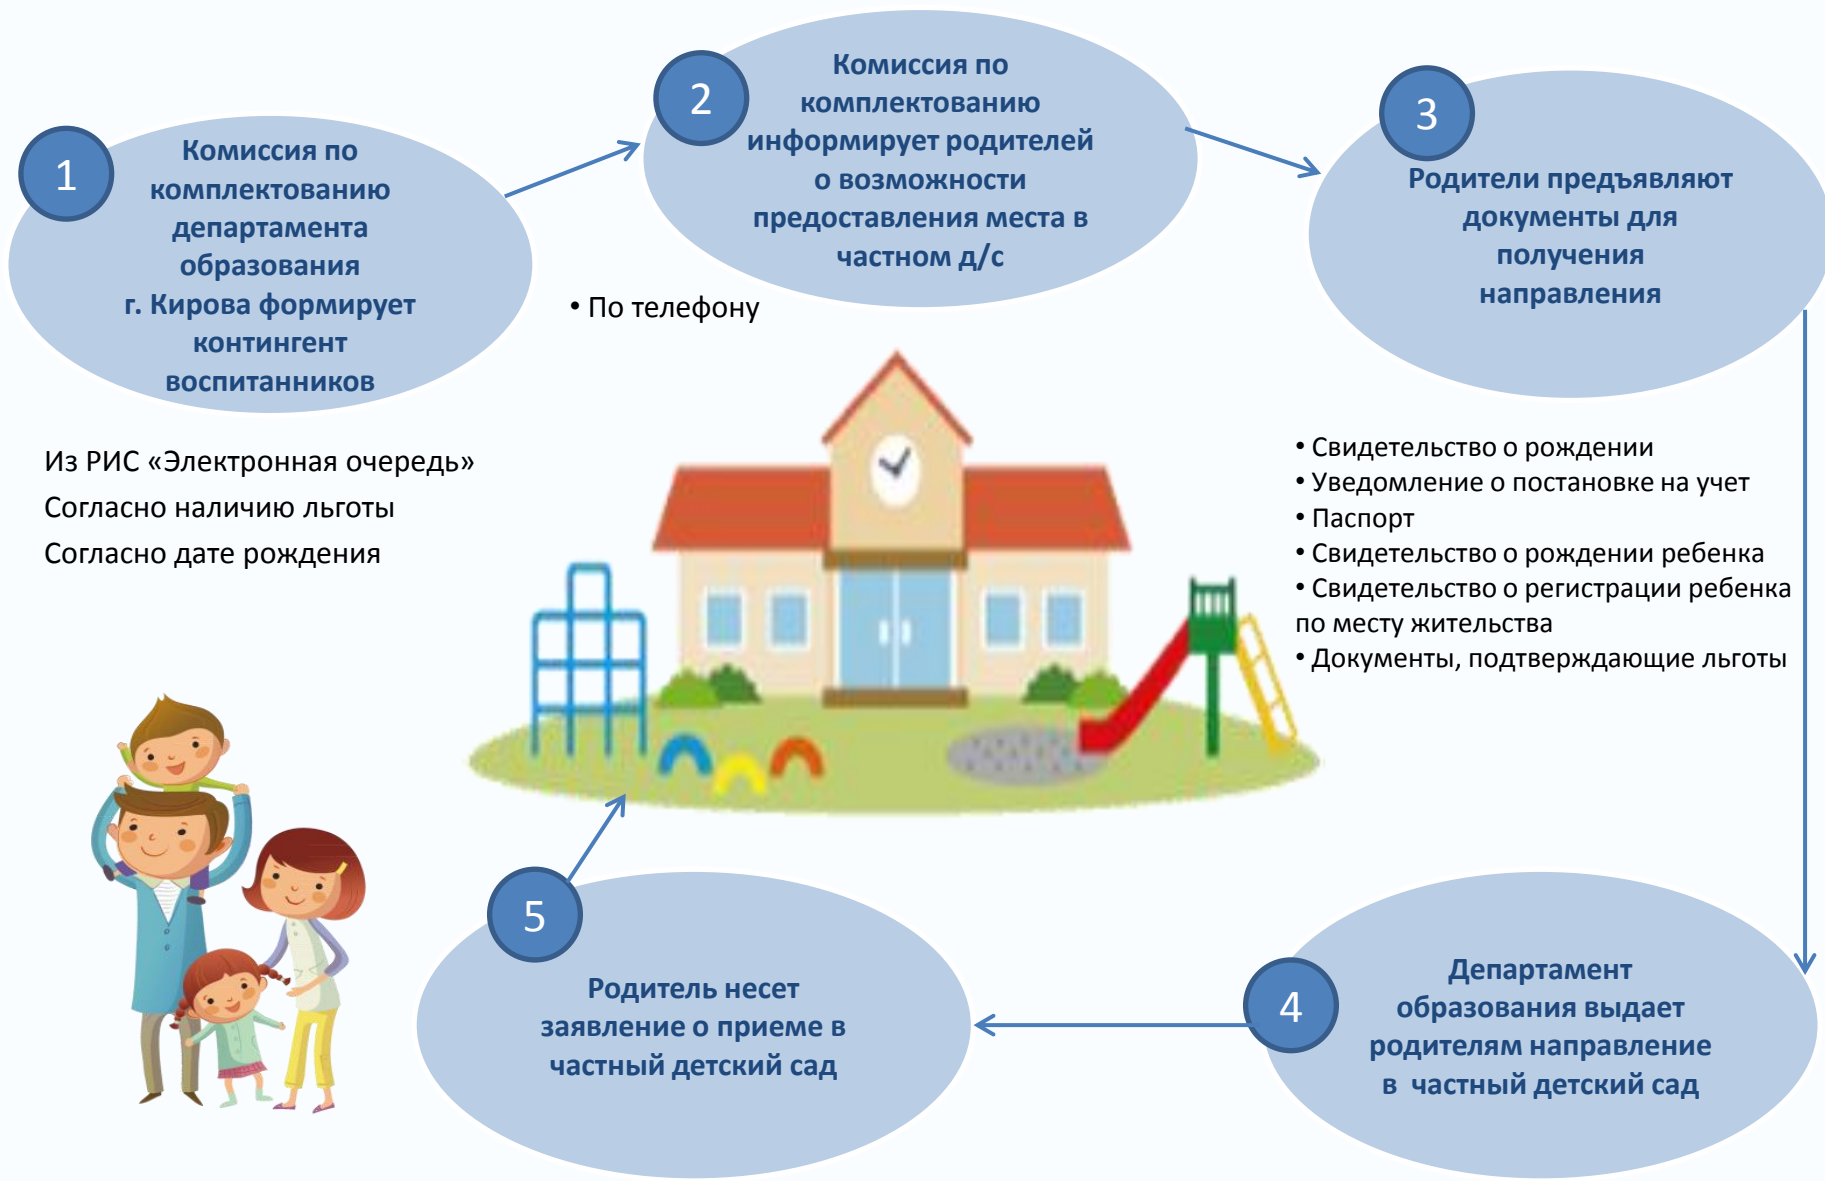 1
Комиссия по
комплектованию
департамента
образования
г. Кирова формирует
контингент
воспитанников
Из РИС «Электронная очередь»
Согласно наличию льготы
Согласно дате рождения
2
Комиссия по
комплектованию
информирует родителей
о возможности
предоставления места в
частном д/с
• По телефону
3
Родители предъявляют
документы для
получения
направления
• Свидетельство о рождении
• Уведомление о постановке на учет
• Паспорт
• Свидетельство о рождении ребенка
• Свидетельство о регистрации ребенка
по месту жительства
• Документы, подтверждающие льготы
4
Департамент
образования выдает
родителям направление
в частный детский сад
5
Родитель несет
заявление о приеме в
частный детский сад